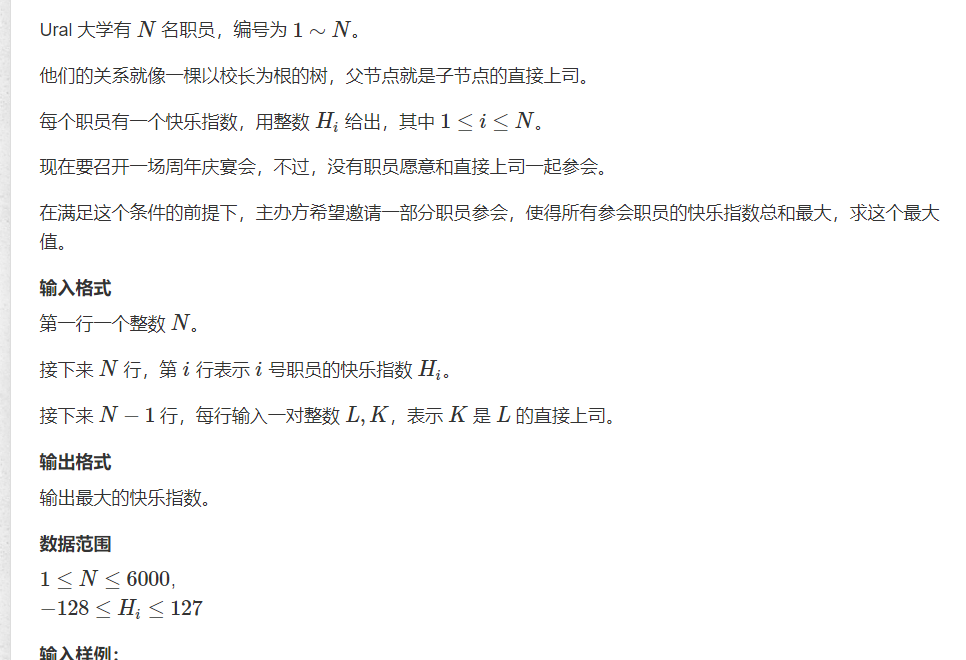 Ural 大学有 N 名职员，编号为 1 ∼ N。
他们的关系就像一棵以校长为根的树，父节点就是子节点的直接上司。
每个职员有一个快乐指数，用整数 H_i 给出，其中 1 ≤ i ≤ N。
现在要召开一场周年庆宴会，不过，没有职员愿意和直接上司一起参会。
在满足这个条件的前提下，主办方希望邀请一部分职员参会，使得所有参会职员的快乐指数总和最大，求这个最大
值。
输入格式
第一行一个整数 N。
接下来 N 行，第 i 行表示 i 号职员的快乐指数 H_i。
接下来 N − 1 行，每行输入一对整数 L, K，表示 K 是 L 的直接上司。
输出格式
输出最大的快乐指数。
数据范围
1 ≤ N ≤ 6000,
−128 ≤ H_i ≤ 127
输入样例：